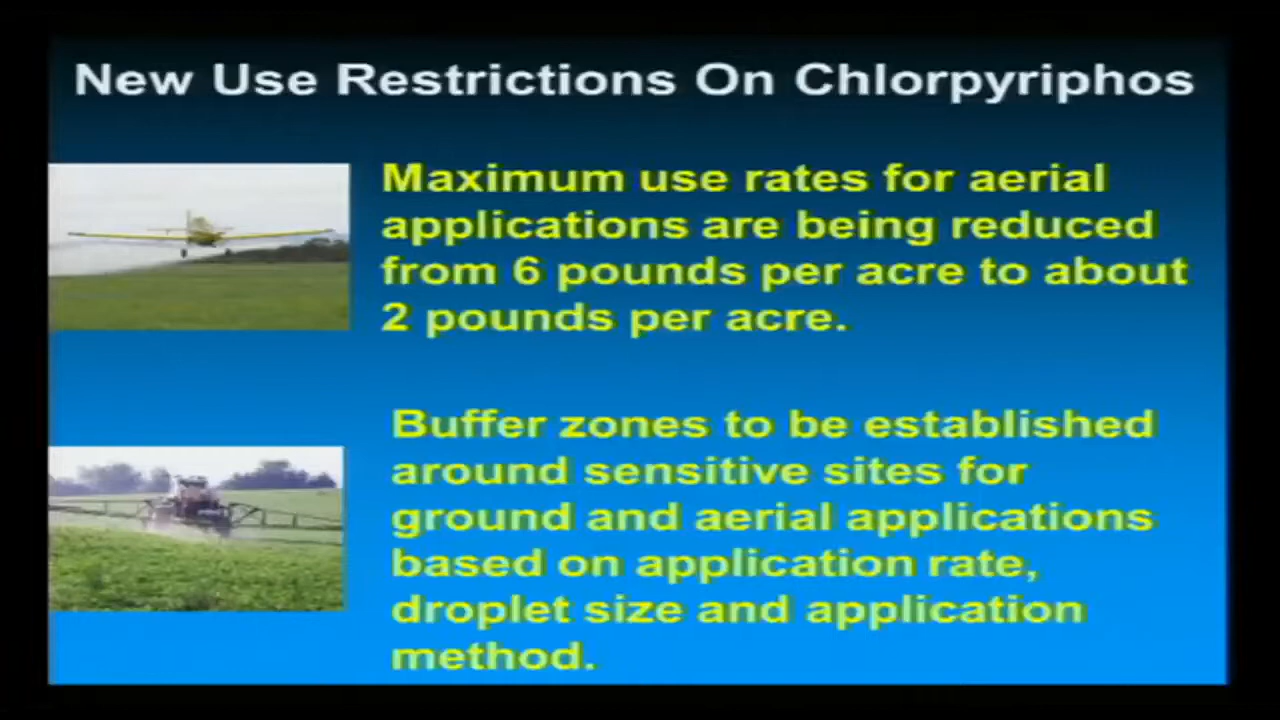 New Use Restrictions On Chlorpyriphos
Maximum use rates for aerial
applications are being reduced
from 6 pounds per acre to about
2 pounds per acre.
Buffer zones to be established
around sensitive sites for
ground and aerial applications
based on application rate,
droplet size and application
method.